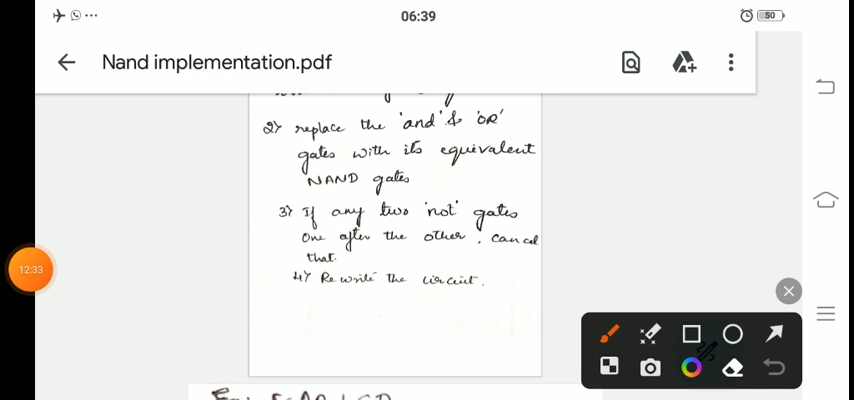 06:39
50
Nand implementation.pdf
2) replace the 'and' & 'OR'
gates with its equivalent
NAND gates
3) If any two 'not' gates
One after the other, cancel
that.
4) Re write the circuit.
12:33